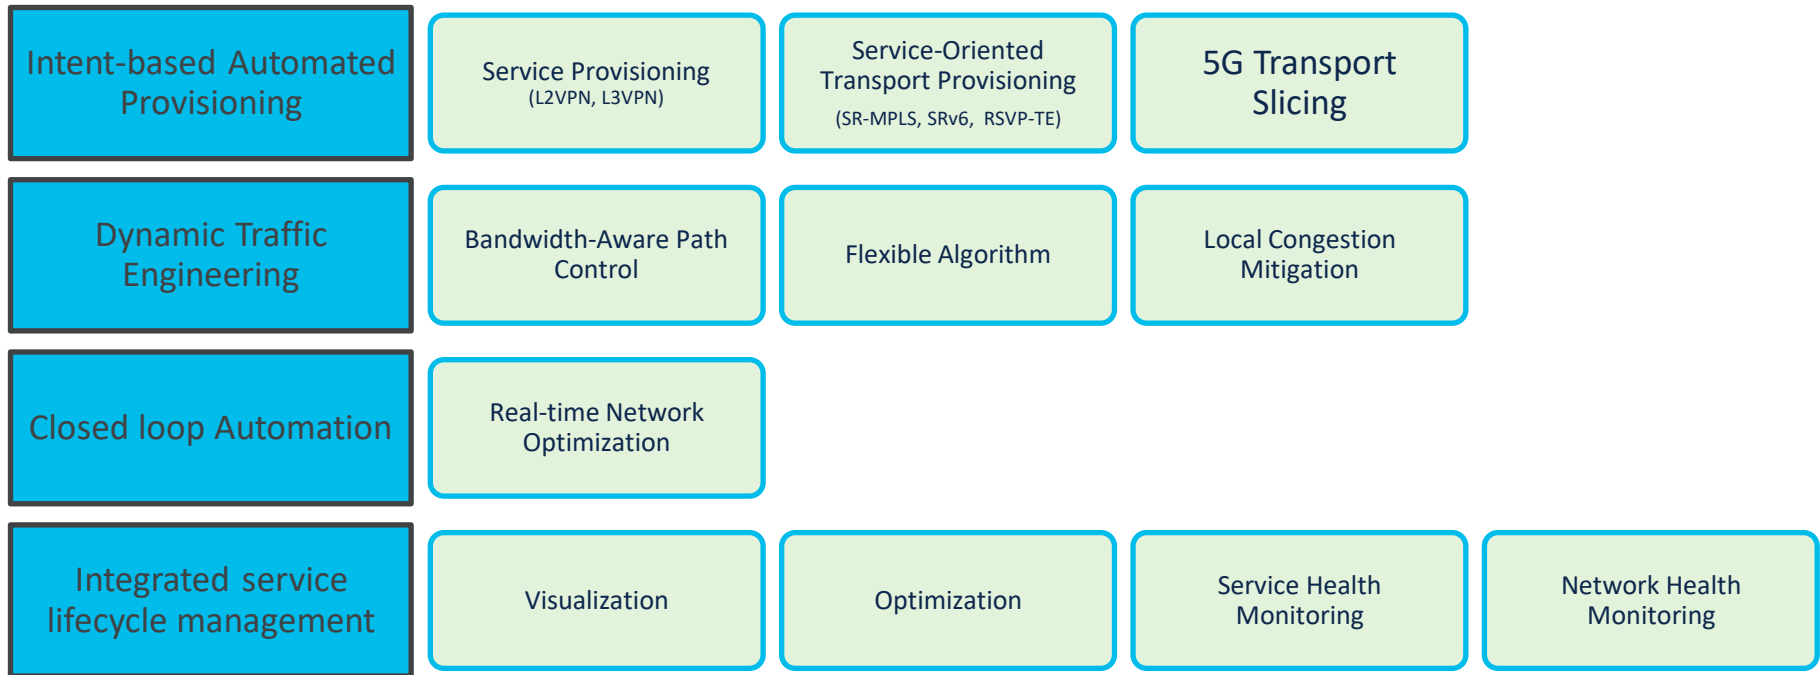 Intent-based Automated
Provisioning
Service Provisioning
(L2VPN, L3VPN)
Service-Oriented
Transport Provisioning
(SR-MPLS, SRv6, RSVP-TE)
5G Transport
Slicing
Dynamic Traffic
Engineering
Bandwidth-Aware Path
Control
Flexible Algorithm
Local Congestion
Mitigation
Closed loop Automation
Real-time Network
Optimization
Integrated service
lifecycle management
Visualization
Optimization
Service Health
Monitoring
Network Health
Monitoring